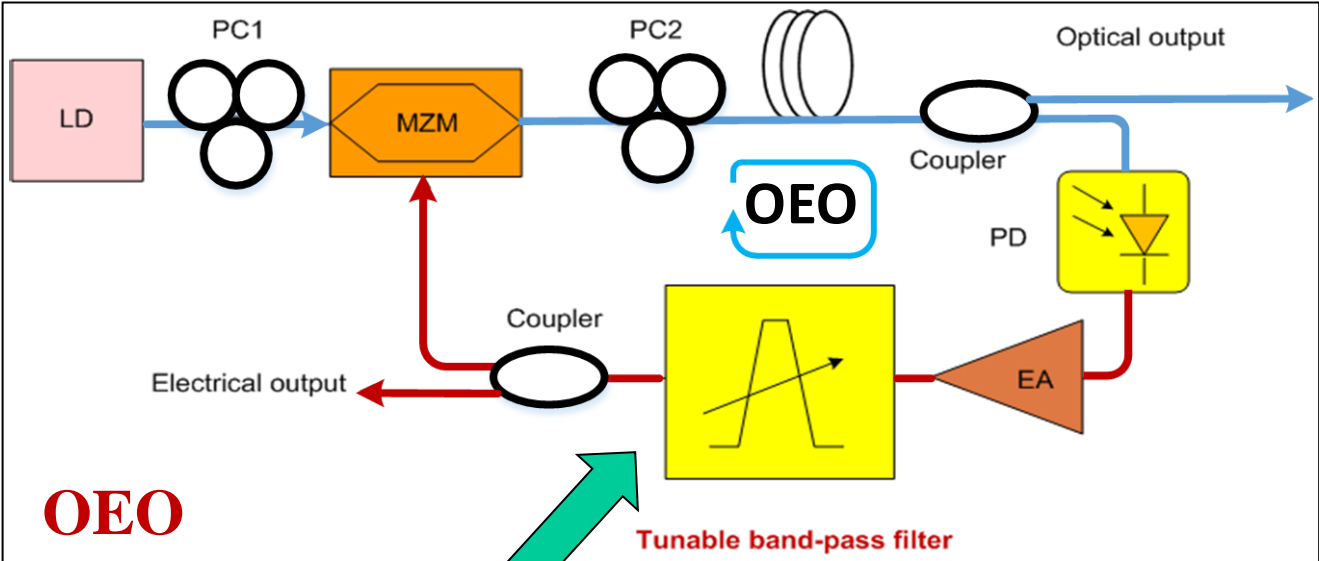 PC1
PC2
Optical output
LD
MZM
Coupler
OEO
PD
Coupler
EA
Electrical output
OEO
Tunable band-pass filter